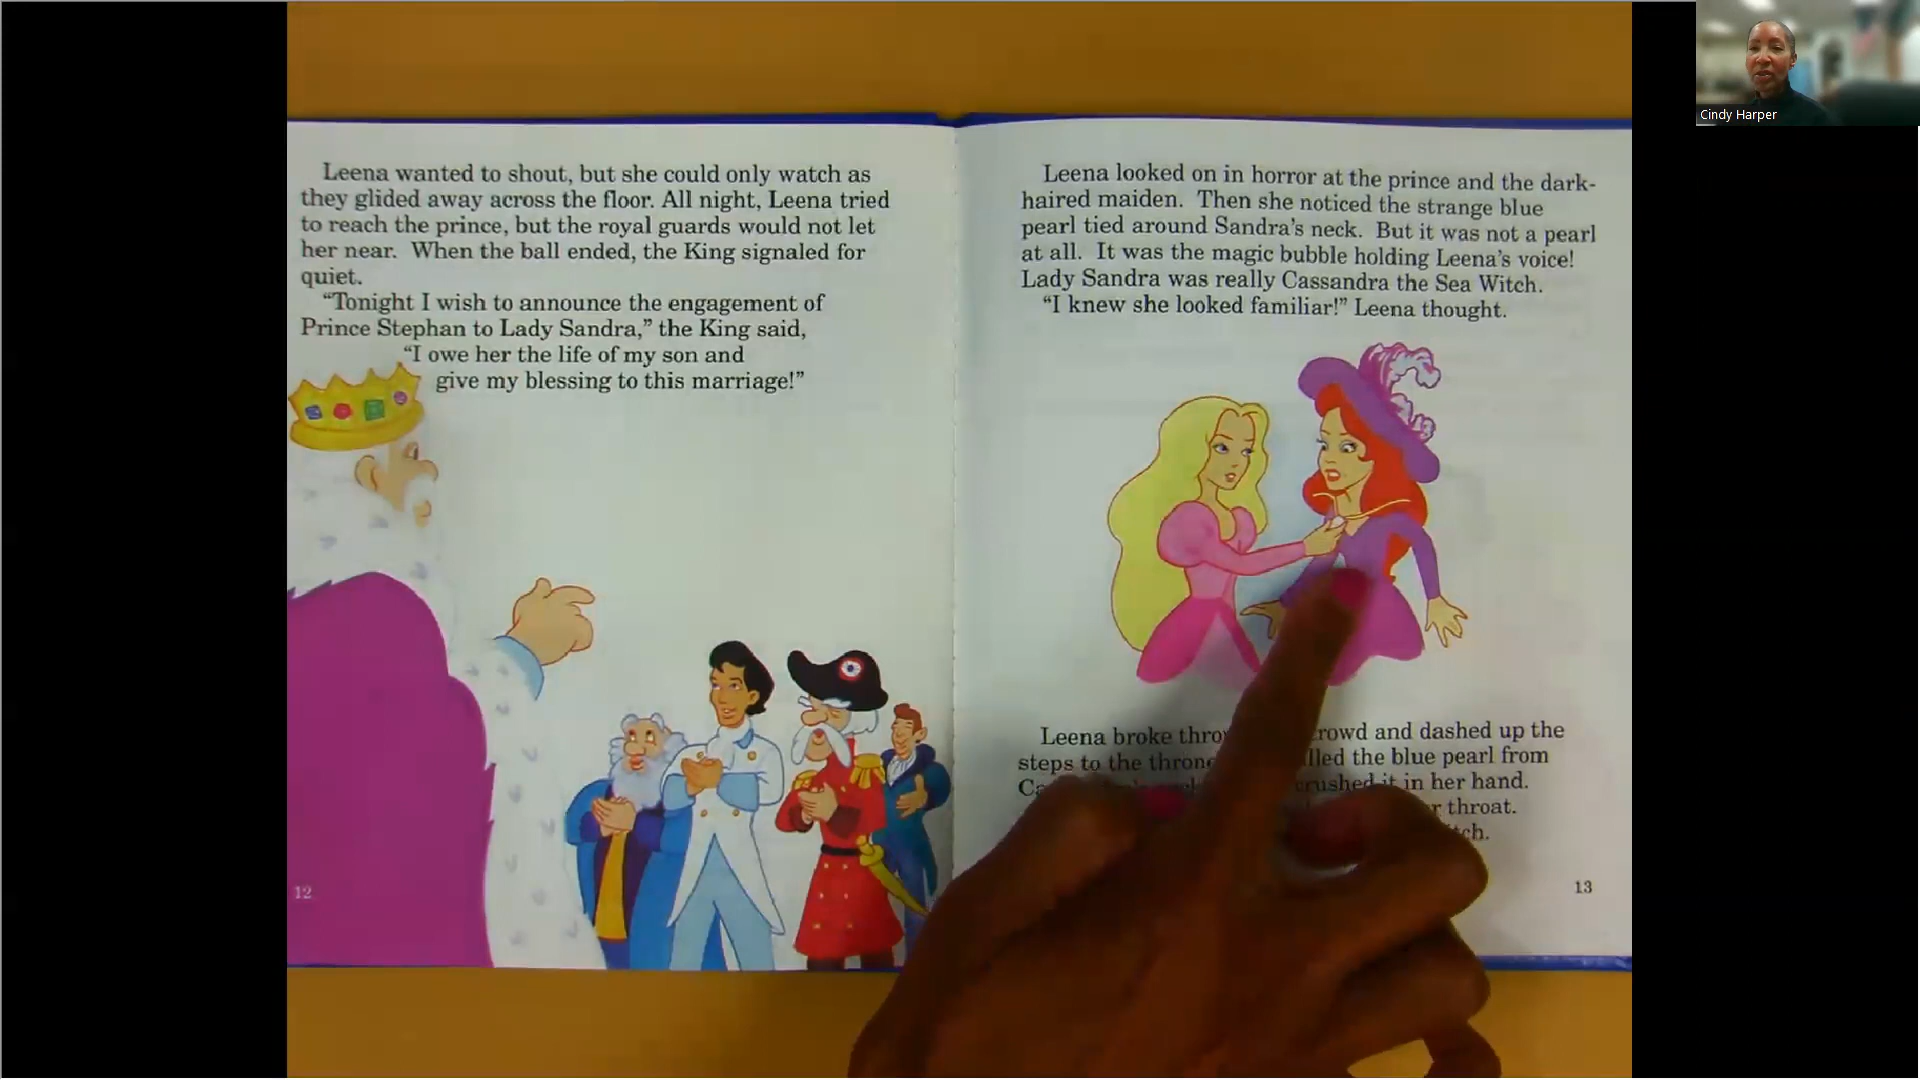 Leena wanted to shout, but she could only watch as
they glided away across the floor. All night, Leena tried
to reach the prince, but the royal guards would not let
her near. When the ball ended, the King signaled for
quiet.
"Tonight I wish to announce the engagement of
Prince Stephan to Lady Sandra," the King said,
"I owe her the life of my son and
give my blessing to this marriage!"
12
Leena looked on in horror at the prince and the dark-
haired maiden. Then she noticed the strange blue
pearl tied around Sandra's neck. But it was not a pearl
at all. It was the magic bubble holding Leena's voice!
Lady Sandra was really Cassandra the Sea Witch.
"I knew she looked familiar!" Leena thought.
Leena broke crowd and dashed up the
steps to the throne the blue pearl from
crushed it in her hand.
throat.
13
Cindy Harper